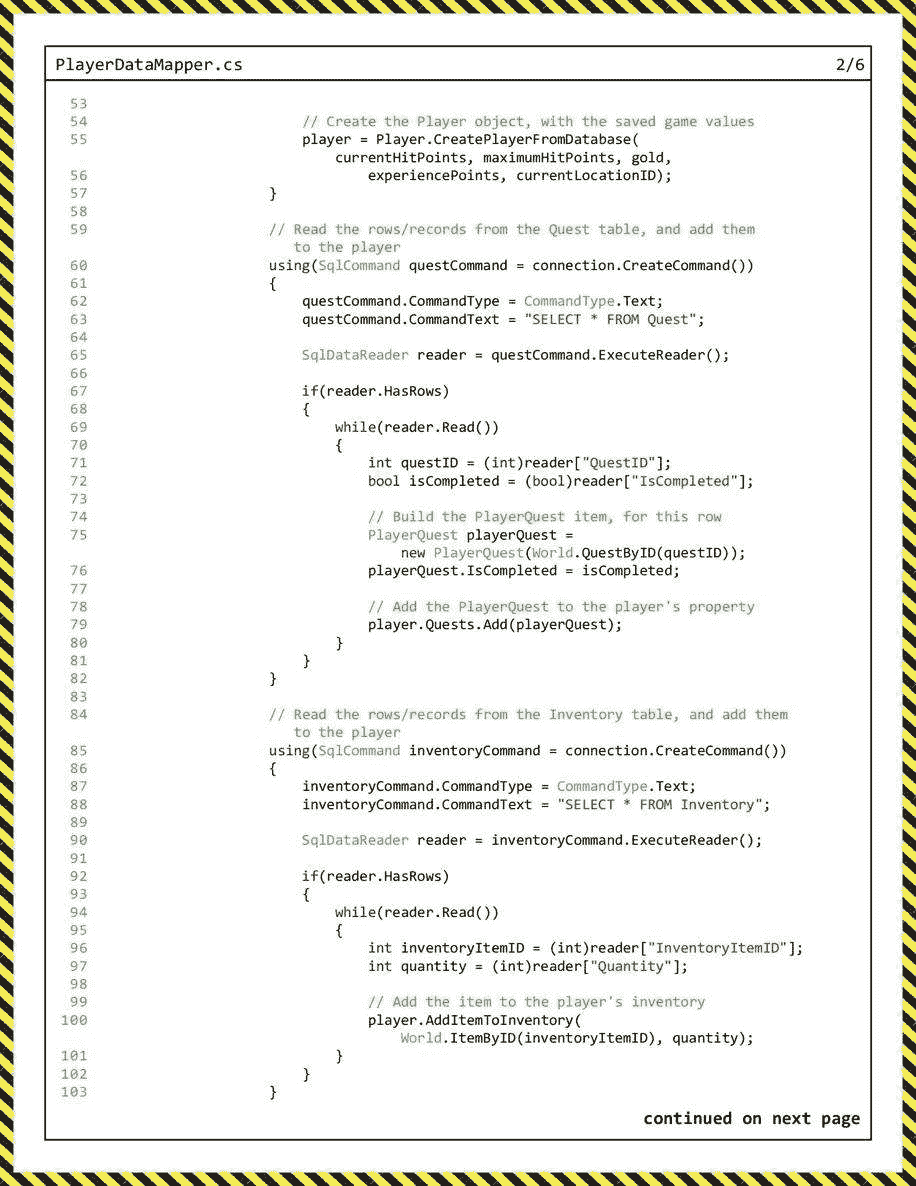 PlayerDataMapper.cs 2/6
53
54 // Create the Player object, with the saved game values
55 player = Player.CreatePlayerFromDatabase(
currentHitPoints, maximumHitPoints, gold,
56 experiencePoints, currentLocationID);
57 }
58
59 // Read the rows/records from the Quest table, and add them
to the player
60 using(SqlCommand questCommand = connection.CreateCommand())
61 {
62 questCommand.CommandType = CommandType.Text;
63 questCommand.CommandText = "SELECT * FROM Quest";
64
65 SqlDataReader reader = questCommand.ExecuteReader();
66
67 if(reader.HasRows)
68 {
69 while(reader.Read())
70 {
71 int questID = (int)reader["QuestID"];
72 bool isCompleted = (bool)reader["IsCompleted"];
73
74 // Build the PlayerQuest item, for this row
75 PlayerQuest playerQuest =
new PlayerQuest(World.QuestByID(questID));
76 playerQuest.IsCompleted = isCompleted;
77
78 // Add the PlayerQuest to the player's property
79 player.Quests.Add(playerQuest);
80 }
81 }
82 }
83
84 // Read the rows/records from the Inventory table, and add them
to the player
85 using(SqlCommand inventoryCommand = connection.CreateCommand())
86 {
87 inventoryCommand.CommandType = CommandType.Text;
88 inventoryCommand.CommandText = "SELECT * FROM Inventory";
89
90 SqlDataReader reader = inventoryCommand.ExecuteReader();
91
92 if(reader.HasRows)
93 {
94 while(reader.Read())
95 {
96 int inventoryItemID = (int)reader["InventoryItemID"];
97 int quantity = (int)reader["Quantity"];
98
99 // Add the item to the player's inventory
100 player.AddItemToInventory(
World.ItemByID(inventoryItemID), quantity);
101 }
102 }
103 }
continued on next page